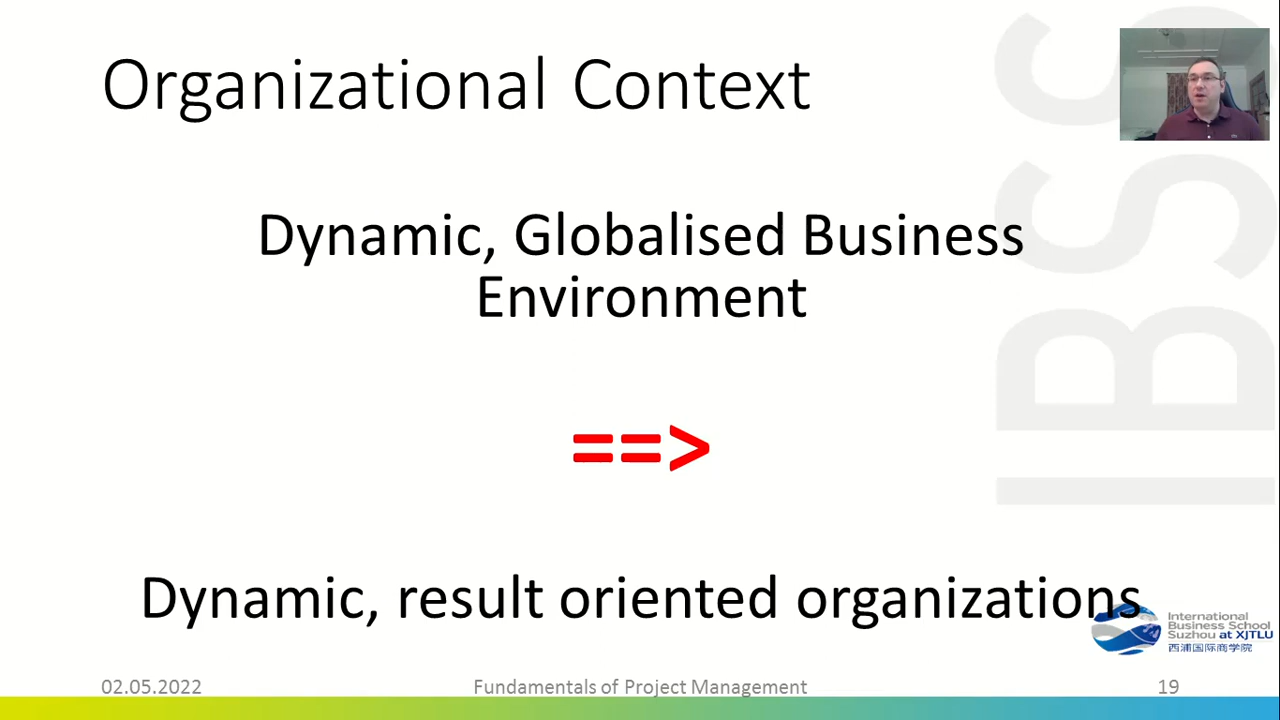 Organizational Context
Dynamic, Globalised Business
Environment
==>
Dynamic, result oriented organizations
International
Business School
Suzhou at XJTLU
西浦国际商学院
02.05.2022
Fundamentals of Project Management
19
IBSS